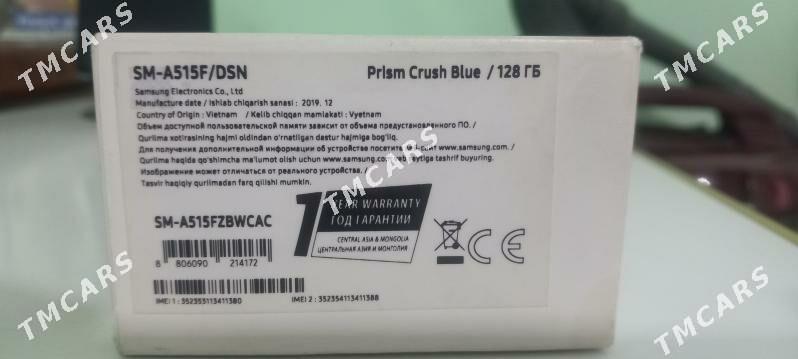 SM-A515F/DSN
Prism Crush Blue / 128 ГБ
Samsung Electronics Co., Ltd
Manufacture date / Ishlab chiqarish sanasi : 2019. 12
Country of Origin : Vietnam / Kelib chiqqan mamlakati : Vyetnam
Объем доступной пользовательской памяти зависит от объема предустановленного ПО. /
Qurilma xotirasining hajmi oldindan o'rnatilgan dastur hajmiga bog'liq.
Для получения дополнительной информации об устройстве посетите веб-сайт www.samsung.com. /
Qurilma haqida qo'shimcha ma'lumot olish uchun www.samsung.com veb-saytiga tashrif buyuring.
Изображение может отличаться от реального устройства. /
Tasvir haqiqiy qurilmadan farq qilishi mumkin.
1 YEAR WARRANTY
ГОД ГАРАНТИИ
CENTRAL ASIA & MONGOLIA
ЦЕНТРАЛЬНАЯ АЗИЯ И МОНГОЛИЯ
SM-A515FZBWCAC
8 806090 214172
CE
IMEI 1 : 352353113411380
IMEI 2 : 352354113411388
TMCARS
TMCARS
TMCARS
TMCARS
TMCARS
TMCARS
TMCARS